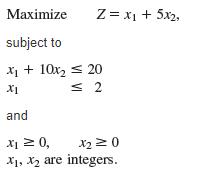 Maximize Z = x₁ + 5x₂,
subject to
x₁ + 10x₂ ≤ 20
x₁ ≤ 2
and
x₁ ≥ 0, x₂ ≥ 0
x₁, x₂ are integers.